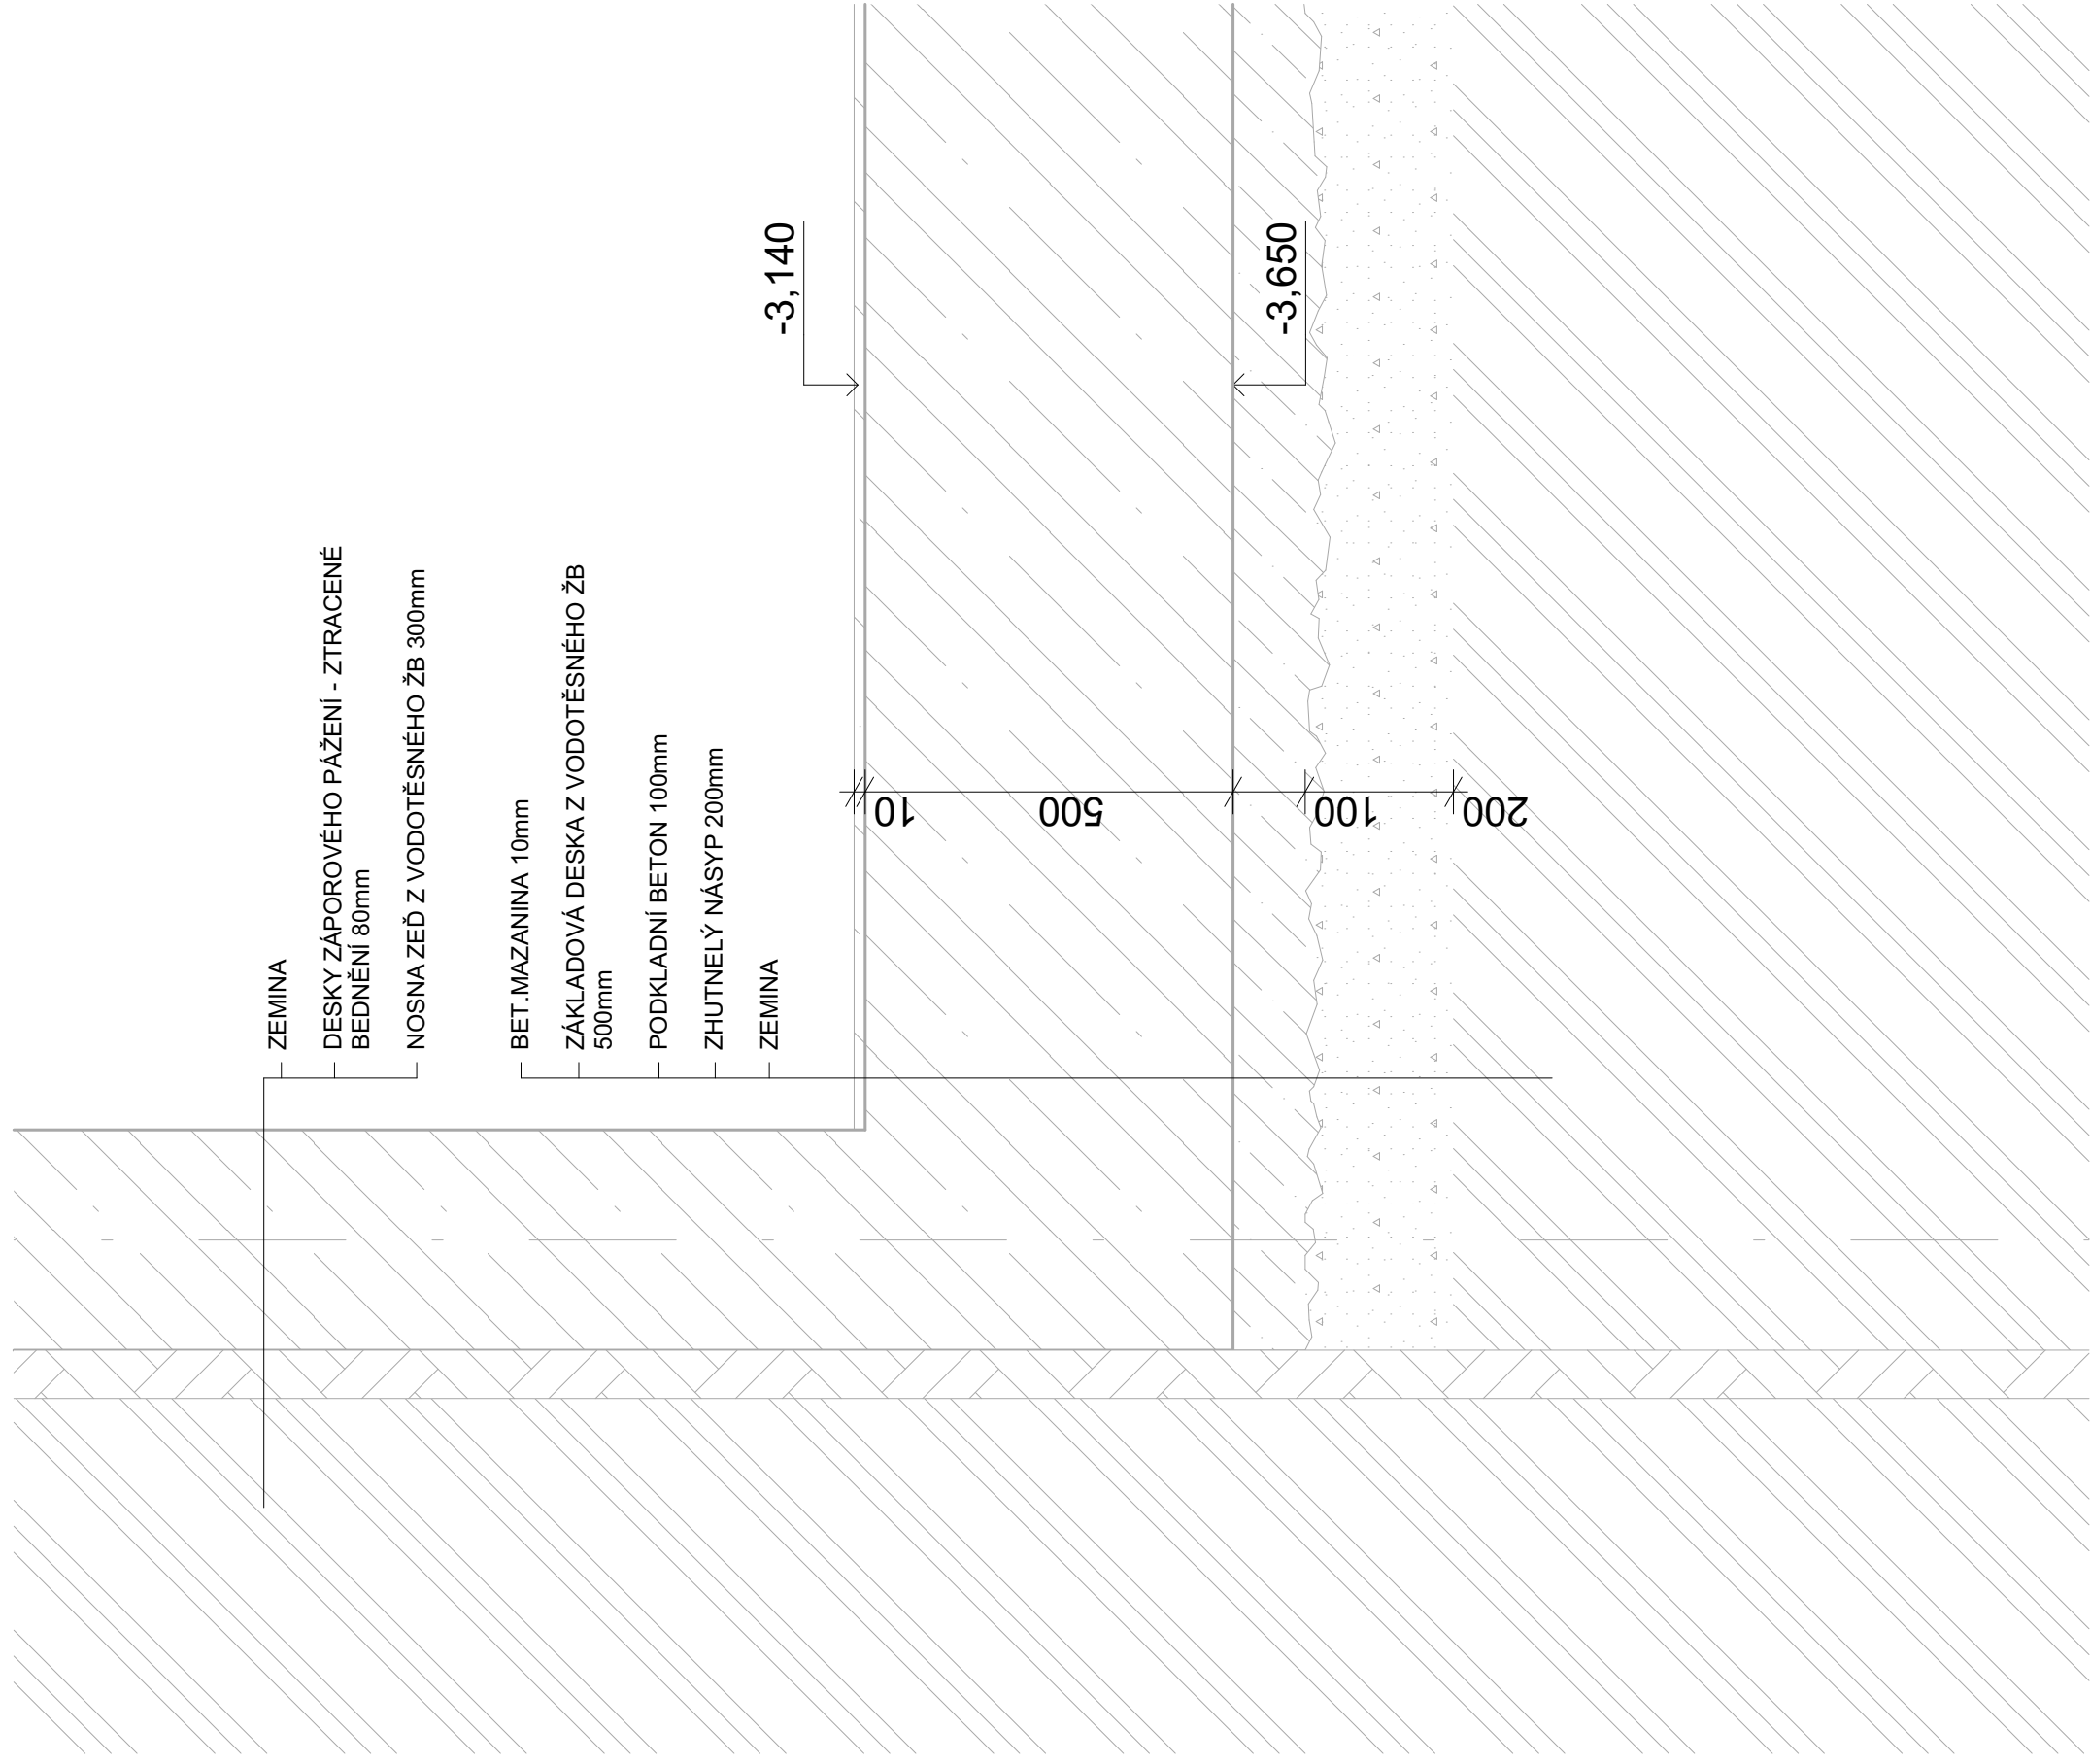 ZEMINA
DESKY ZÁPOROVÉHO PÁŽENÍ - ZTRACENÉ
BEDNĚNÍ 80mm
NOSNA ZEĎ Z VODOTĚSNÉHO ŽB 300mm
BET.MAZANINA 10mm
ZÁKLADOVÁ DESKA Z VODOTĚSNÉHO ŽB
500mm
PODKLADNÍ BETON 100mm
ZHUTNELÝ NÁSYP 200mm
ZEMINA
-3,140
-3,650
10
500
100
200